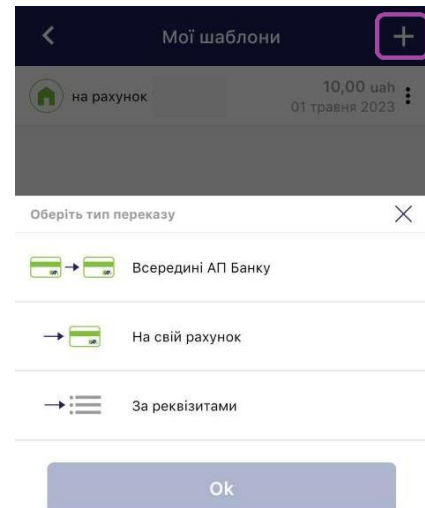 Мої шаблони
на рахунок
10,00 uah
01 травня 2023
Оберіть тип переказу
Всередині АП Банку
На свій рахунок
За реквізитами
Ok